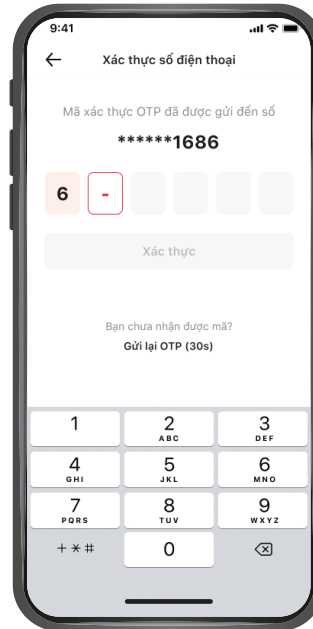 9:41
Xác thực số điện thoại
Mã xác thực OTP đã được gửi đến số
******1686
6 -
Xác thực
Bạn chưa nhận được mã?
Gửi lại OTP (30s)
1 2 3
ABC DEF
4 5 6
GHI JKL MNO
7 8 9
PQRS TUV WXYZ
+*# 0